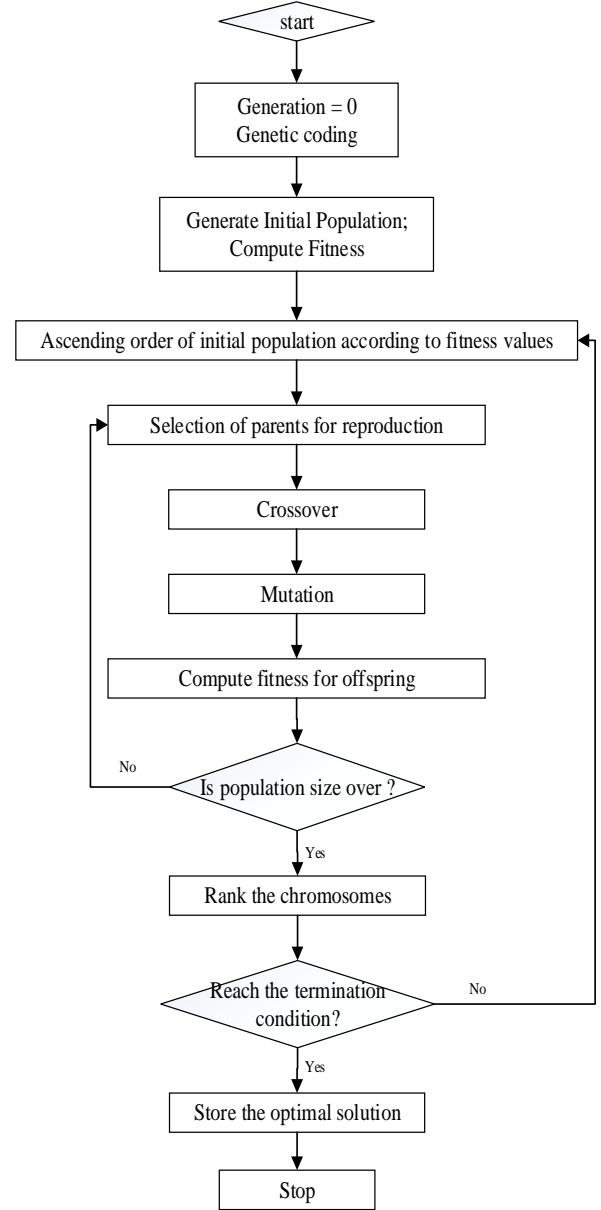 start
Generation = 0
Genetic coding
Generate Initial Population;
Compute Fitness
Ascending order of initial population according to fitness values
Selection of parents for reproduction
Crossover
Mutation
Compute fitness for offspring
Is population size over ?
No
Yes
Rank the chromosomes
Reach the termination
condition?
No
Yes
Store the optimal solution
Stop